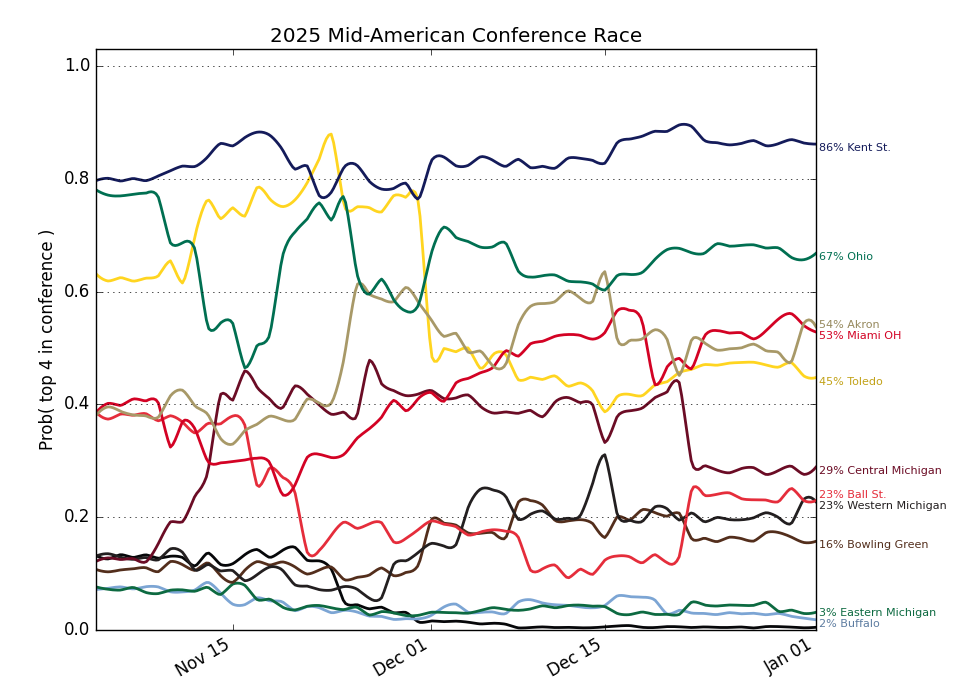 2025 Mid-American Conference Race
Prob( top 4 in conference )
1.0
0.8
0.6
0.4
0.2
0.0
Nov 15
Dec 01
Dec 15
Jan 01
86% Kent St.
67% Ohio
54% Akron
53% Miami OH
45% Toledo
29% Central Michigan
23% Ball St.
23% Western Michigan
16% Bowling Green
3% Eastern Michigan
2% Buffalo